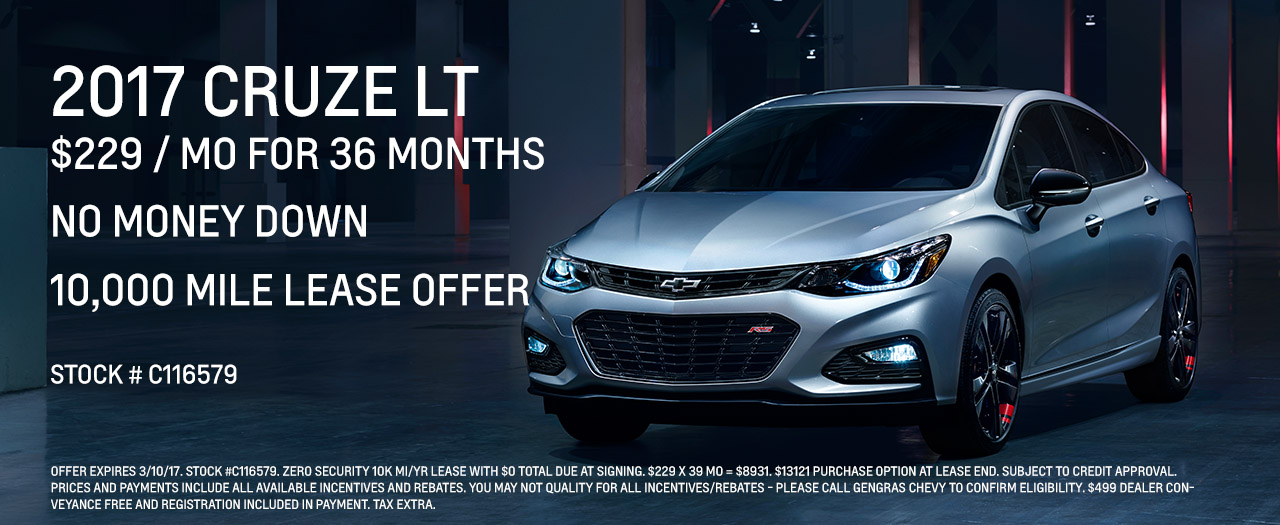 2017 CRUZE LT
$229 / MO FOR 36 MONTHS
NO MONEY DOWN
10,000 MILE LEASE OFFER
STOCK # C116579
RS
OFFER EXPIRES 3/10/17. STOCK #C116579. ZERO SECURITY 10K MI/YR LEASE WITH $0 TOTAL DUE AT SIGNING. $229 X 39 MO = $8931. $13121 PURCHASE OPTION AT LEASE END. SUBJECT TO CREDIT APPROVAL.
PRICES AND PAYMENTS INCLUDE ALL AVAILABLE INCENTIVES AND REBATES. YOU MAY NOT QUALITY FOR ALL INCENTIVES/REBATES - PLEASE CALL GENGRAS CHEVY TO CONFIRM ELIGIBILITY. $499 DEALER CON-
VEYANCE FREE AND REGISTRATION INCLUDED IN PAYMENT. TAX EXTRA.